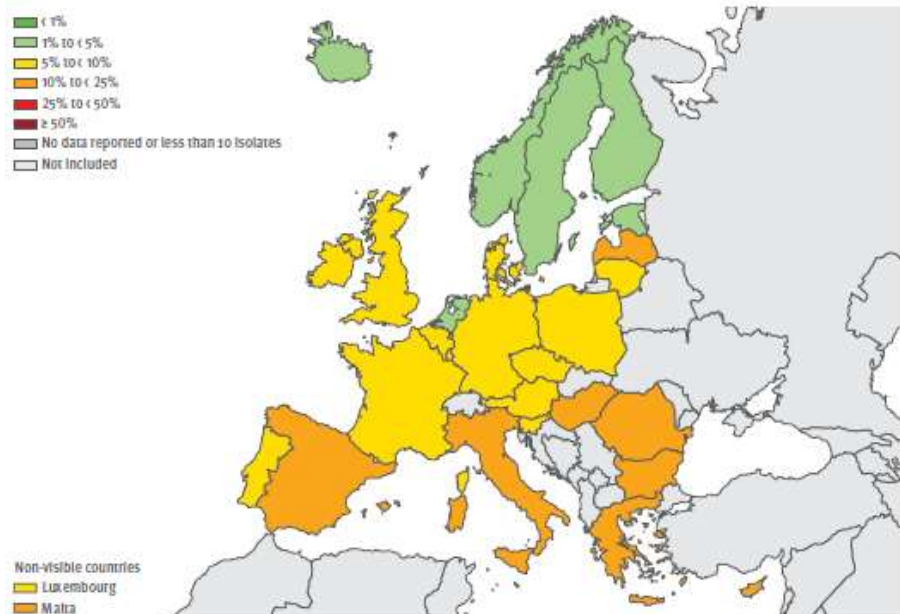 < 1%
1% to < 5%
5% to < 10%
10% to < 25%
25% to < 50%
≥ 50%
No data reported or less than 10 isolates
Not included
Non-visible countries
Luxembourg
Malta